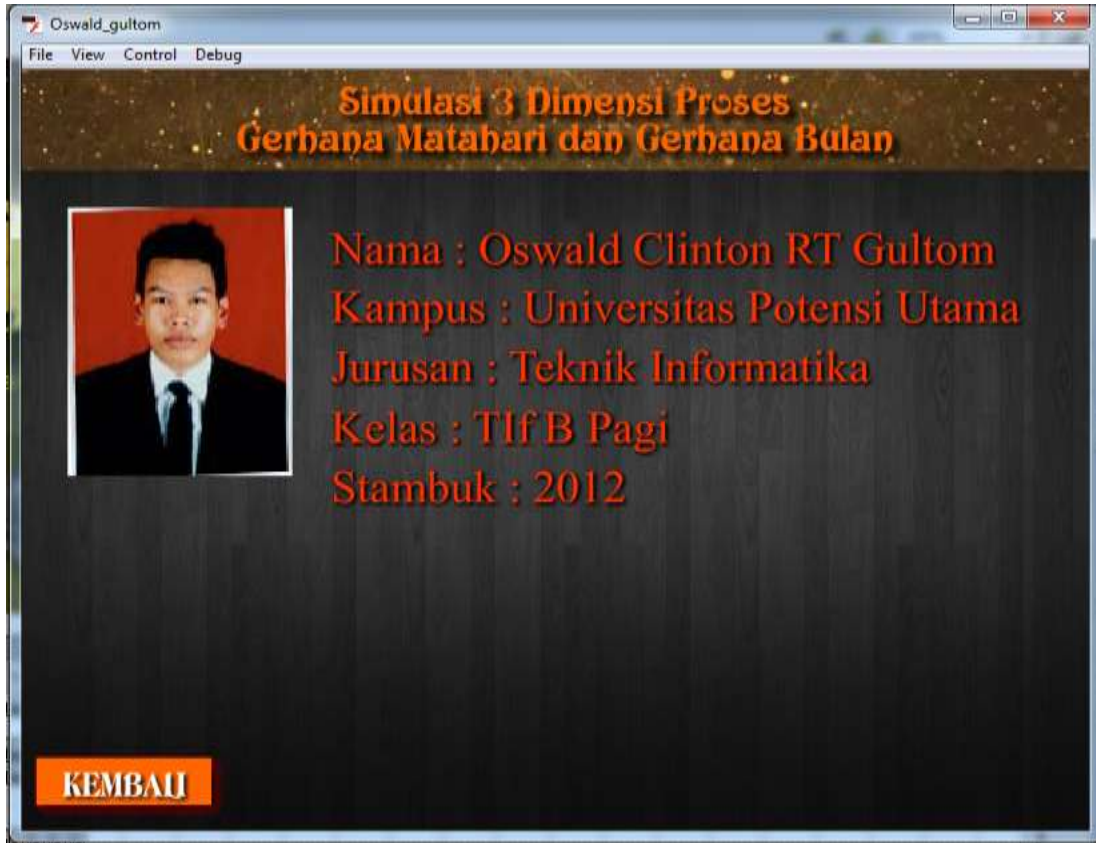 Oswald_gultom
File View Control Debug
Simulasi 3 Dimensi Proses
Gerhana Matahari dan Gerhana Bulan
Nama : Oswald Clinton RT Gultom
Kampus : Universitas Potensi Utama
Jurusan : Teknik Informatika
Kelas : TIf B Pagi
Stambuk : 2012
KEMBALI